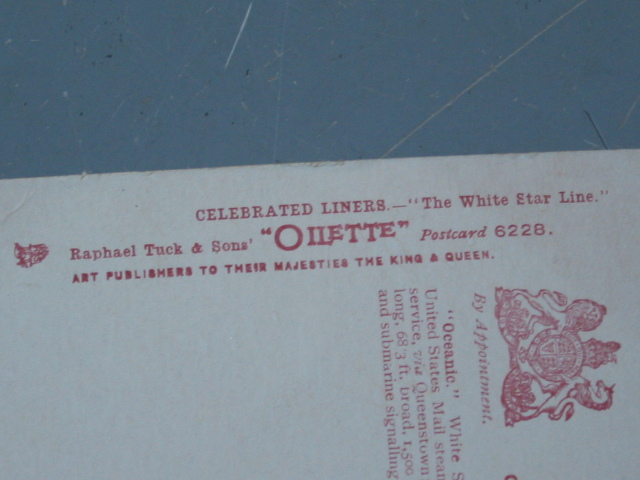 CELEBRATED LINERS.—"The White Star Line."
Raphael Tuck & Sons' "OILETTE" Postcard 6228.
ART PUBLISHERS TO THEIR MAJESTIES THE KING & QUEEN.
By Appointment.
"Oceanic." White S
United States Mail stea
service, via Queenstown
long, 68·3 ft. broad, 1,500
and submarine signalling